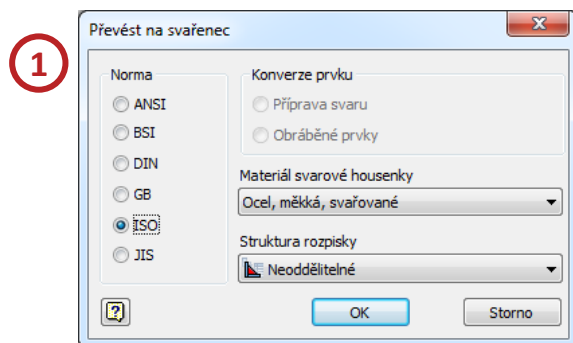 1
Převést na svařenec
Norma
ANSI
BSI
DIN
GB
ISO
JIS
Konverze prvku
Příprava svaru
Obráběné prvky
Materiál svarové housenky
Ocel, měkká, svařované
Struktura rozpisky
Neoddělitelné
?
OK
Storno